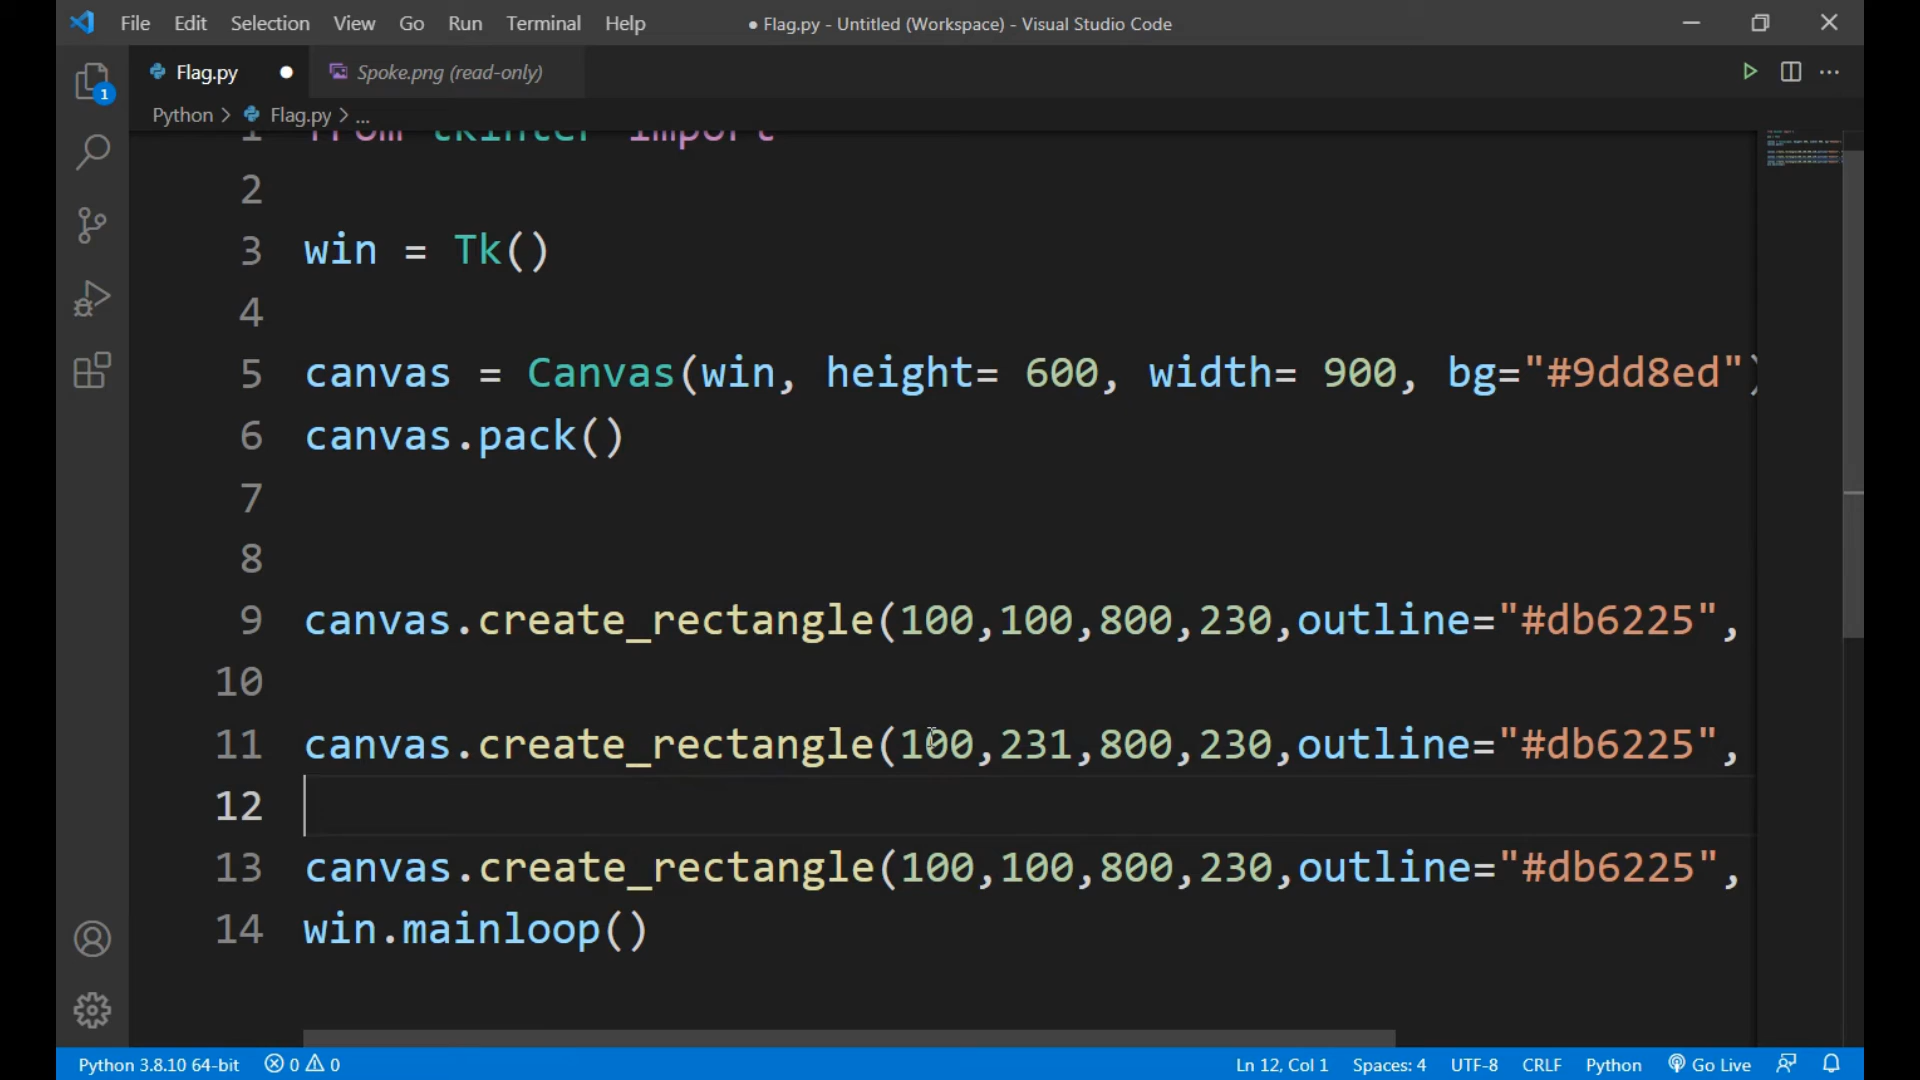 File Edit Selection View Go Run Terminal Help ● Flag.py - Untitled (Workspace) - Visual Studio Code
Flag.py ● Spoke.png (read-only)
Python > Flag.py > ...
1 from tkinter import
2
3 win = Tk()
4
5 canvas = Canvas(win, height= 600, width= 900, bg="#9dd8ed")
6 canvas.pack()
7
8
9 canvas.create_rectangle(100,100,800,230,outline="#db6225",
10
11 canvas.create_rectangle(100,231,800,230,outline="#db6225",
12
13 canvas.create_rectangle(100,100,800,230,outline="#db6225",
14 win.mainloop()
1
Python 3.8.10 64-bit 0 0 Ln 12, Col 1 Spaces: 4 UTF-8 CRLF Python Go Live